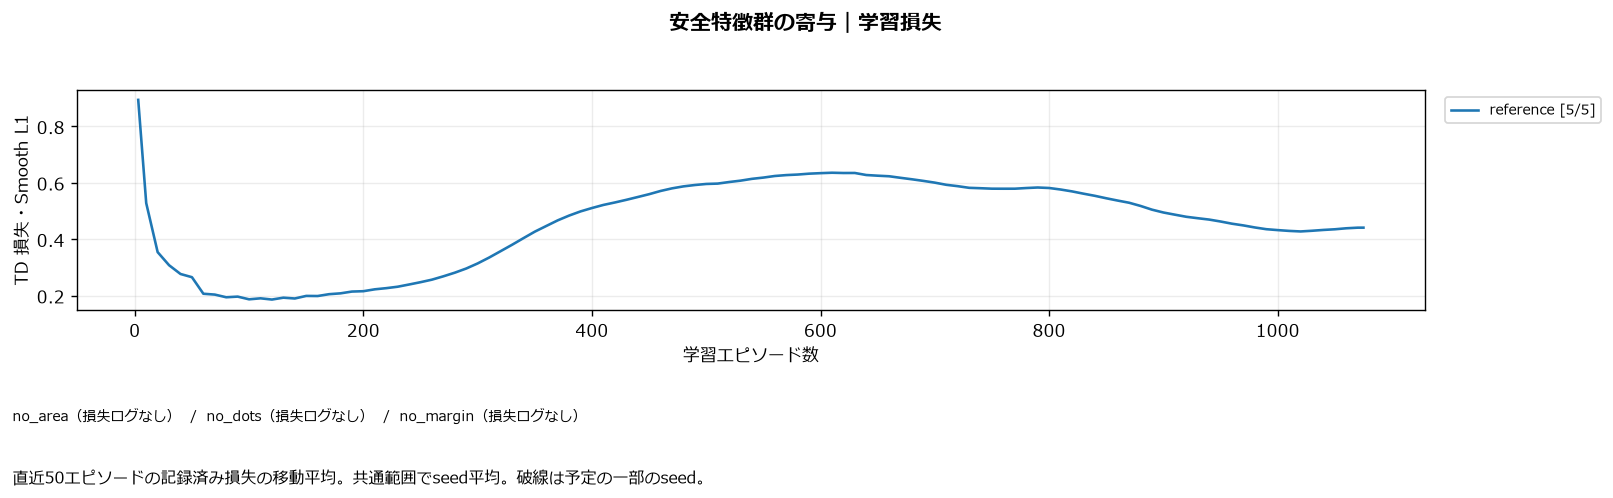 安全特徴群の寄与｜学習損失
TD 損失・Smooth L1
0.8
0.6
0.4
0.2
0 200 400 600 800 1000
学習エピソード数
reference [5/5]
no_area（損失ログなし） / no_dots（損失ログなし） / no_margin（損失ログなし）
直近50エピソードの記録済み損失の移動平均。共通範囲でseed平均。破線は予定の一部のseed。